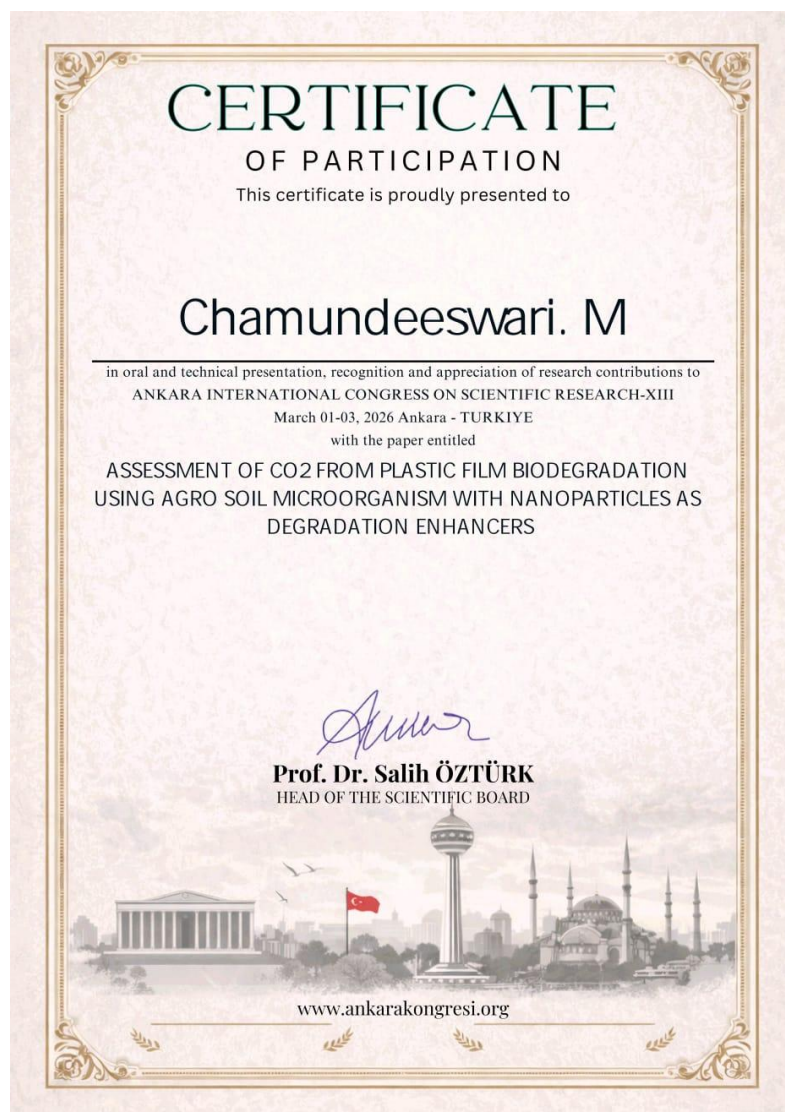 CERTIFICATE
OF PARTICIPATION
This certificate is proudly presented to
Chamundeeswari. M
in oral and technical presentation, recognition and appreciation of research contributions to
ANKARA INTERNATIONAL CONGRESS ON SCIENTIFIC RESEARCH-XIII
March 01-03, 2026 Ankara - TURKIYE
with the paper entitled
ASSESSMENT OF CO2 FROM PLASTIC FILM BIODEGRADATION
USING AGRO SOIL MICROORGANISM WITH NANOPARTICLES AS
DEGRADATION ENHANCERS
Prof. Dr. Salih ÖZTÜRK
HEAD OF THE SCIENTIFIC BOARD
www.ankarakongresi.org